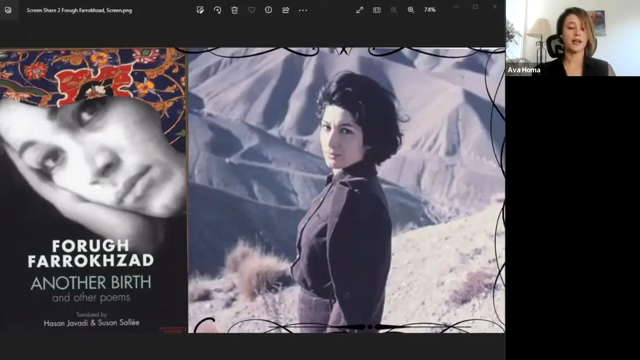 Screen Share 2 Forugh Farrokhzad, Screen.png
74%
Ava Homa
FORUGH
FARROKHZAD
ANOTHER BIRTH
and other poems
Translated by
Hasan Javadi & Susan Sallée